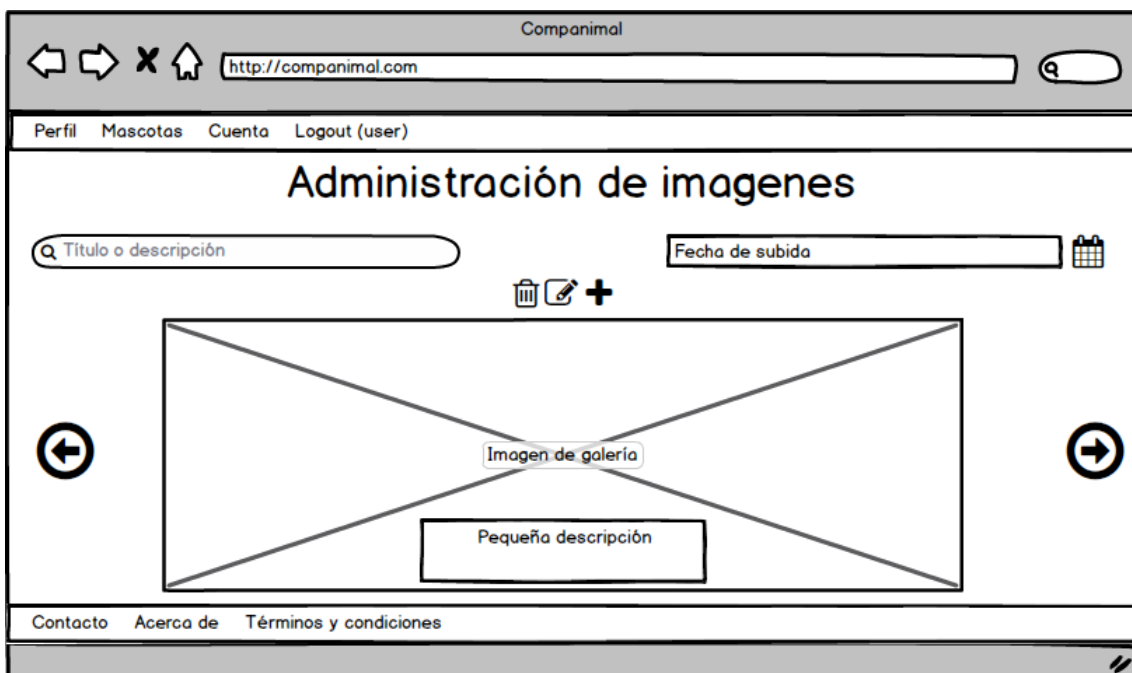 Companimal
http://companimal.com
Perfil Mascotas Cuenta Logout (user)
Administración de imagenes
Título o descripción
Fecha de subida
Imagen de galería
Pequeña descripción
Contacto Acerca de Términos y condiciones